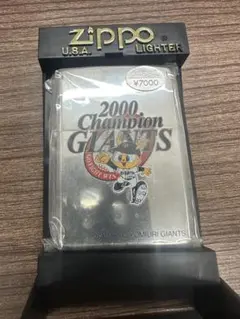 zippo
U.S.A. LIGHTER
¥7000
2000
Champion
GIANTS
YOMIURI GIANTS